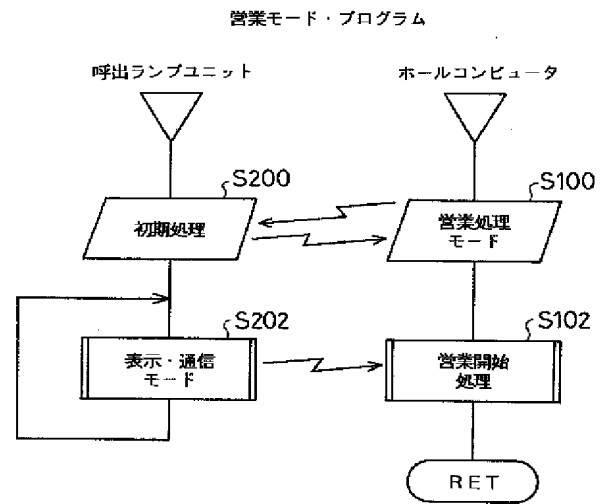 営業モード・プログラム
呼出ランプユニット
ホールコンピュータ
S200
S100
初期処理
営業処理
モード
S202
S102
表示・通信
モード
営業開始
処理
RET